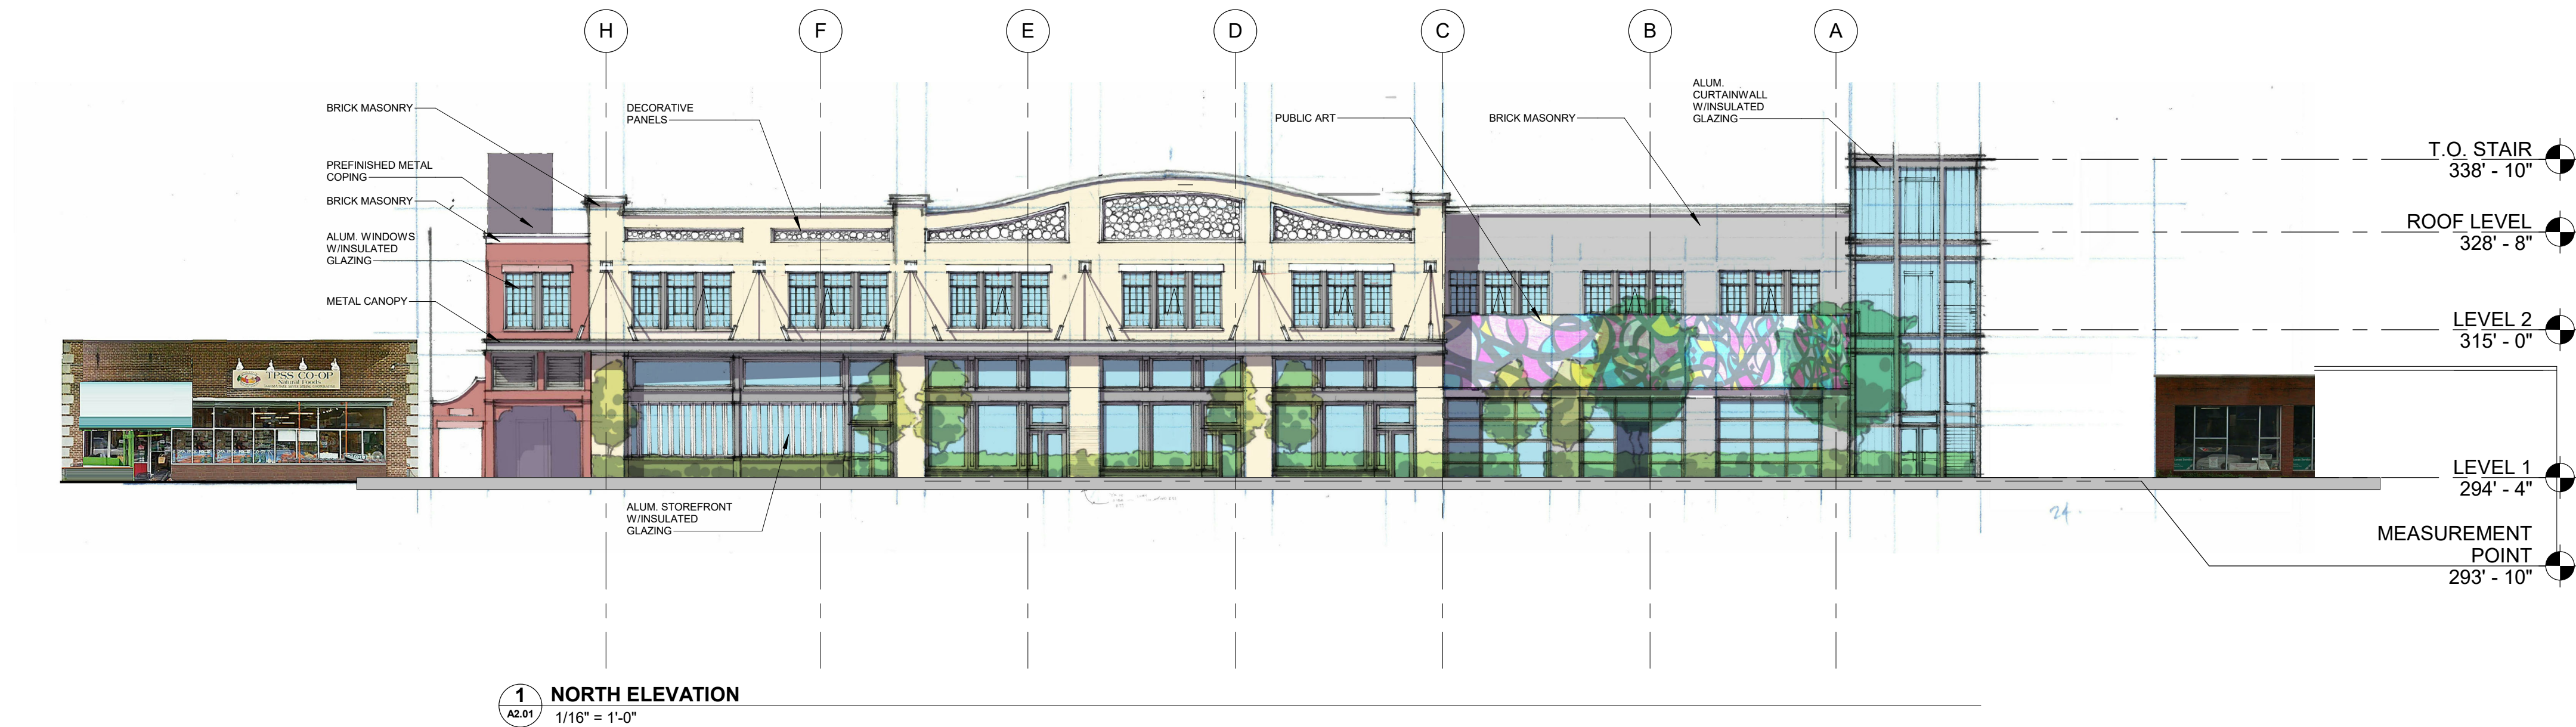 H
F
E
D
C
B
A
BRICK MASONRY
DECORATIVE
PANELS
PUBLIC ART
BRICK MASONRY
ALUM.
CURTAINWALL
W/INSULATED
GLAZING
PREFINISHED METAL
COPING
BRICK MASONRY
ALUM. WINDOWS
W/INSULATED
GLAZING
METAL CANOPY
T.O. STAIR
338' - 10"
ROOF LEVEL
328' - 8"
LEVEL 2
315' - 0"
LEVEL 1
294' - 4"
MEASUREMENT
POINT
293' - 10"
TPSS CO-OP
Natural Foods
ALUM. STOREFRONT
W/INSULATED
GLAZING
24
1
A2.01
NORTH ELEVATION
1/16" = 1'-0"